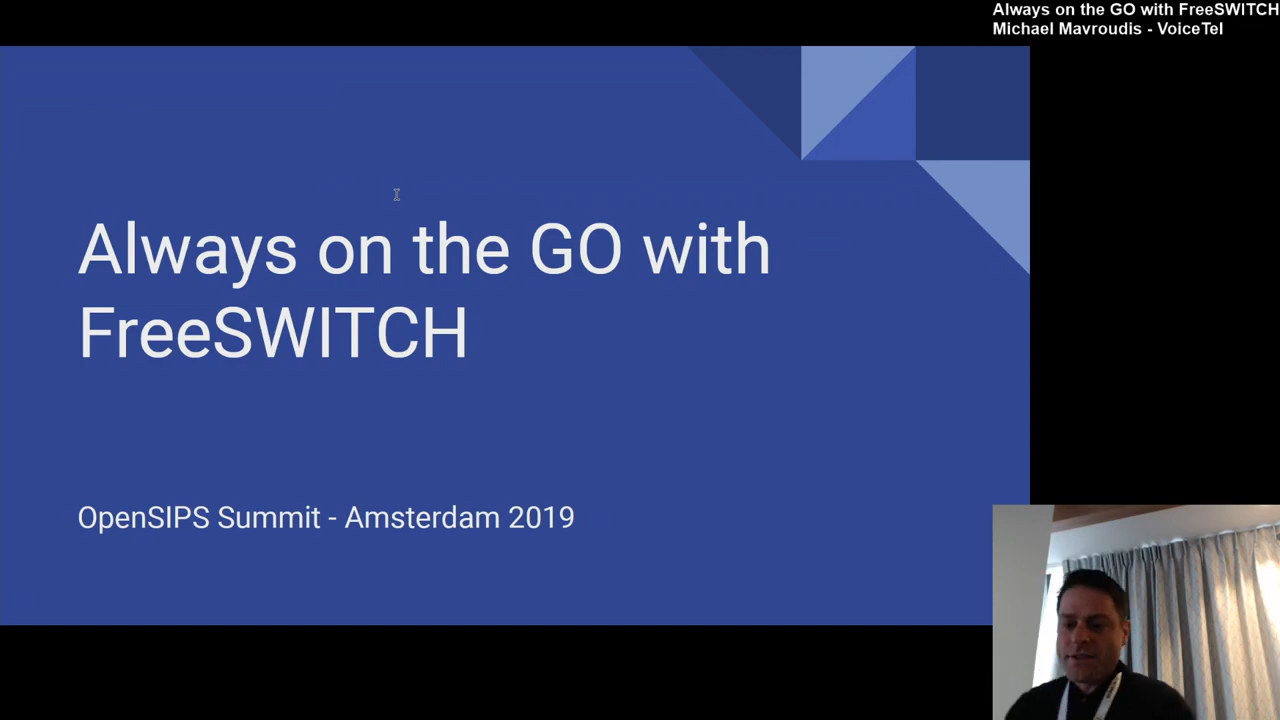 Always on the GO with FreeSWITCH
Michael Mavroudis - VoiceTel
Always on the GO with
FreeSWITCH
OpenSIPS Summit - Amsterdam 2019